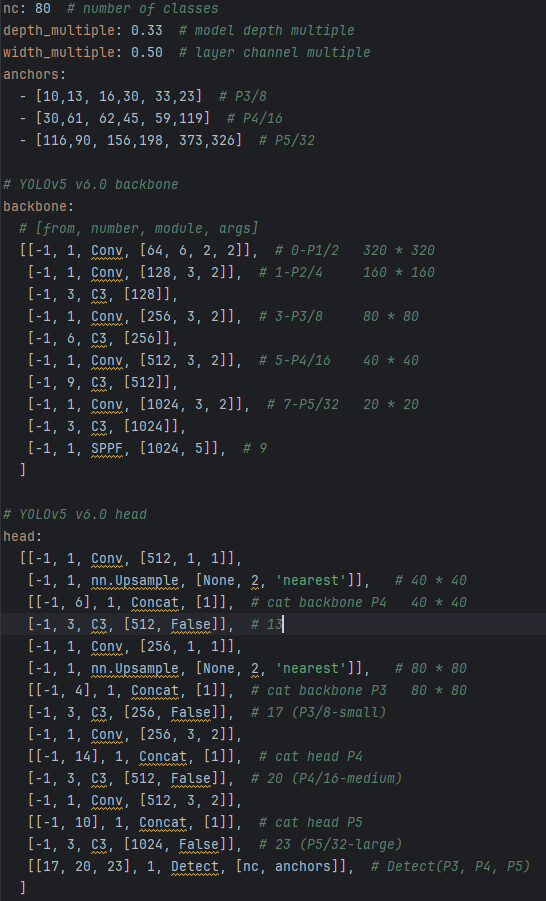 nc: 80  # number of classes
depth_multiple: 0.33  # model depth multiple
width_multiple: 0.50  # layer channel multiple
anchors:
  - [10,13, 16,30, 33,23]  # P3/8
  - [30,61, 62,45, 59,119]  # P4/16
  - [116,90, 156,198, 373,326]  # P5/32

# YOLOv5 v6.0 backbone
backbone:
  # [from, number, module, args]
  [[-1, 1, Conv, [64, 6, 2, 2]],  # 0-P1/2   320 * 320
   [-1, 1, Conv, [128, 3, 2]],  # 1-P2/4     160 * 160
   [-1, 3, C3, [128]],
   [-1, 1, Conv, [256, 3, 2]],  # 3-P3/8     80 * 80
   [-1, 6, C3, [256]],
   [-1, 1, Conv, [512, 3, 2]],  # 5-P4/16    40 * 40
   [-1, 9, C3, [512]],
   [-1, 1, Conv, [1024, 3, 2]],  # 7-P5/32   20 * 20
   [-1, 3, C3, [1024]],
   [-1, 1, SPPF, [1024, 5]],  # 9
  ]

# YOLOv5 v6.0 head
head:
  [[-1, 1, Conv, [512, 1, 1]],
   [-1, 1, nn.Upsample, [None, 2, 'nearest']],   # 40 * 40
   [[-1, 6], 1, Concat, [1]],  # cat backbone P4   40 * 40
   [-1, 3, C3, [512, False]],  # 13
   [-1, 1, Conv, [256, 1, 1]],
   [-1, 1, nn.Upsample, [None, 2, 'nearest']],   # 80 * 80
   [[-1, 4], 1, Concat, [1]],  # cat backbone P3   80 * 80
   [-1, 3, C3, [256, False]],  # 17 (P3/8-small)
   [-1, 1, Conv, [256, 3, 2]],
   [[-1, 14], 1, Concat, [1]],  # cat head P4
   [-1, 3, C3, [512, False]],  # 20 (P4/16-medium)
   [-1, 1, Conv, [512, 3, 2]],
   [[-1, 10], 1, Concat, [1]],  # cat head P5
   [-1, 3, C3, [1024, False]],  # 23 (P5/32-large)
   [[17, 20, 23], 1, Detect, [nc, anchors]],  # Detect(P3, P4, P5)
  ]